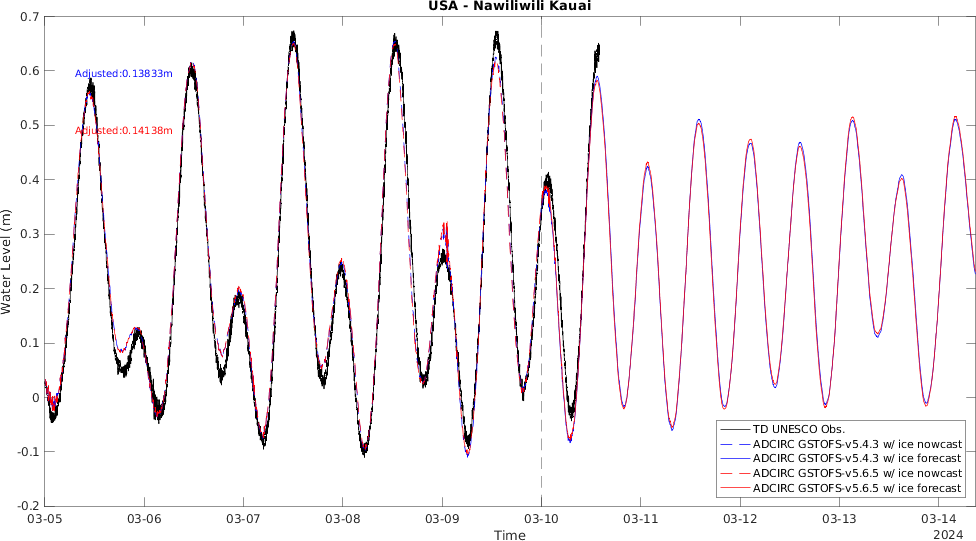 USA - Nawiliwili Kauai
0.7
0.6
0.5
0.4
0.3
0.2
0.1
0
-0.1
-0.2
Water Level (m)
Adjusted:0.13833m
Adjusted:0.14138m
TD UNESCO Obs.
ADCIRC GSTOFS-v5.4.3 w/ ice nowcast
ADCIRC GSTOFS-v5.4.3 w/ ice forecast
ADCIRC GSTOFS-v5.6.5 w/ ice nowcast
ADCIRC GSTOFS-v5.6.5 w/ ice forecast
03-05 03-06 03-07 03-08 03-09 03-10 03-11 03-12 03-13 03-14
2024
Time